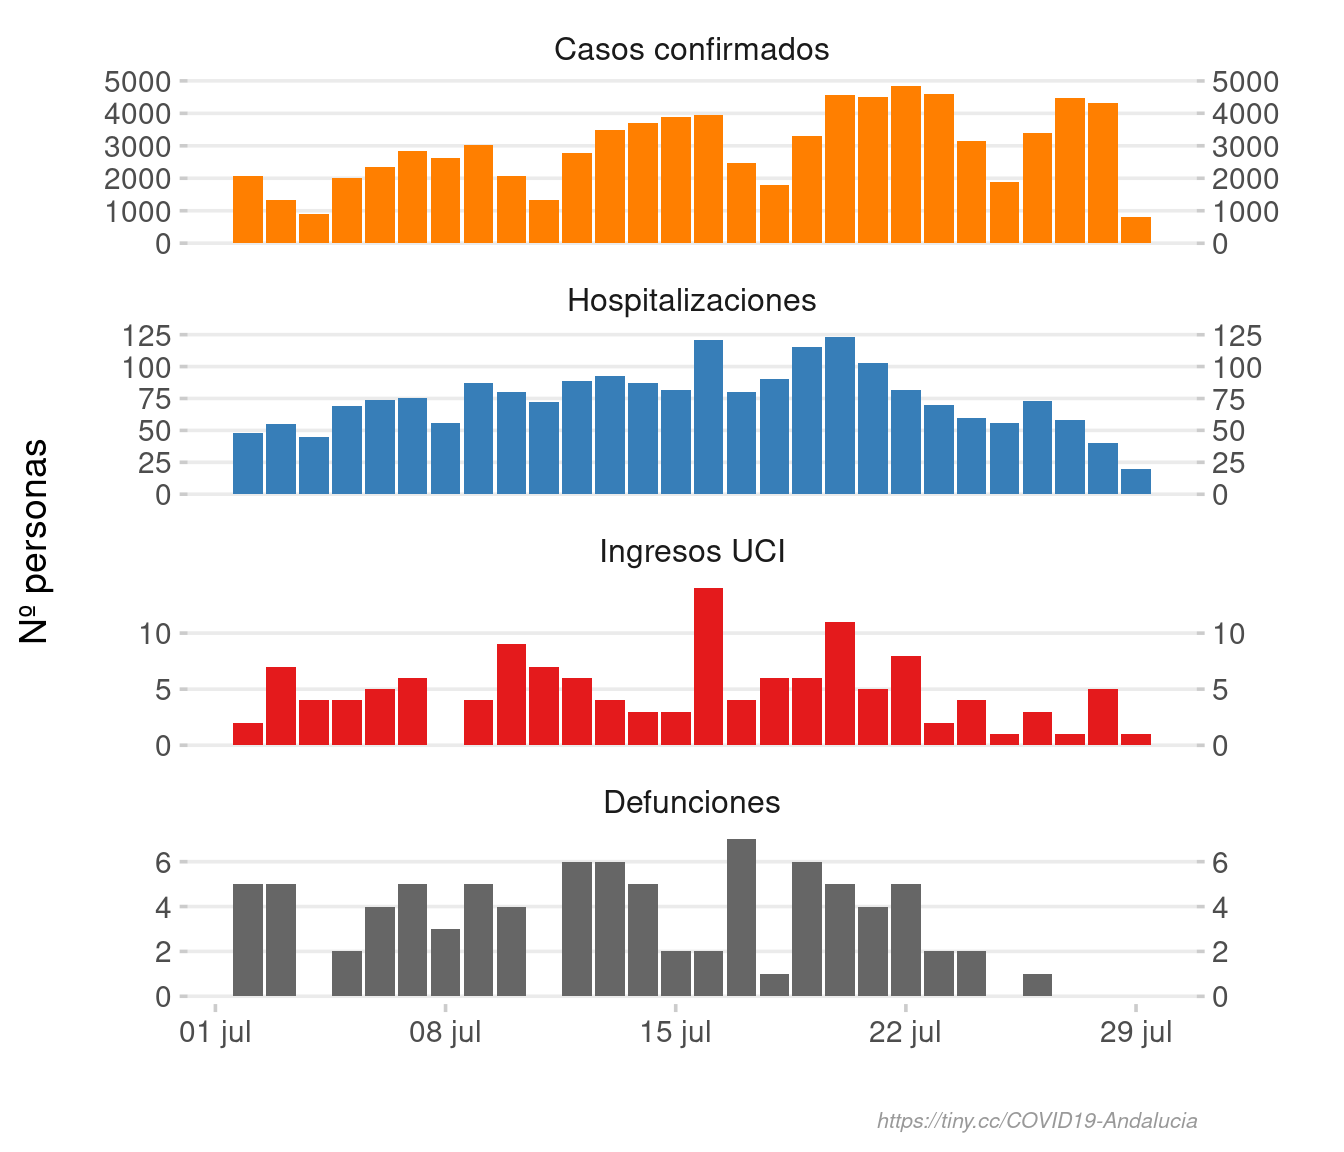 Casos confirmados
5000 5000
4000 4000
3000 3000
2000 2000
1000 1000
0 0
Hospitalizaciones
125 125
100 100
75 75
50 50
25 25
0 0
Nº personas
Ingresos UCI
10 10
5 5
0 0
Defunciones
6 6
4 4
2 2
0 0
01 jul 08 jul 15 jul 22 jul 29 jul
https://tiny.cc/COVID19-Andalucia